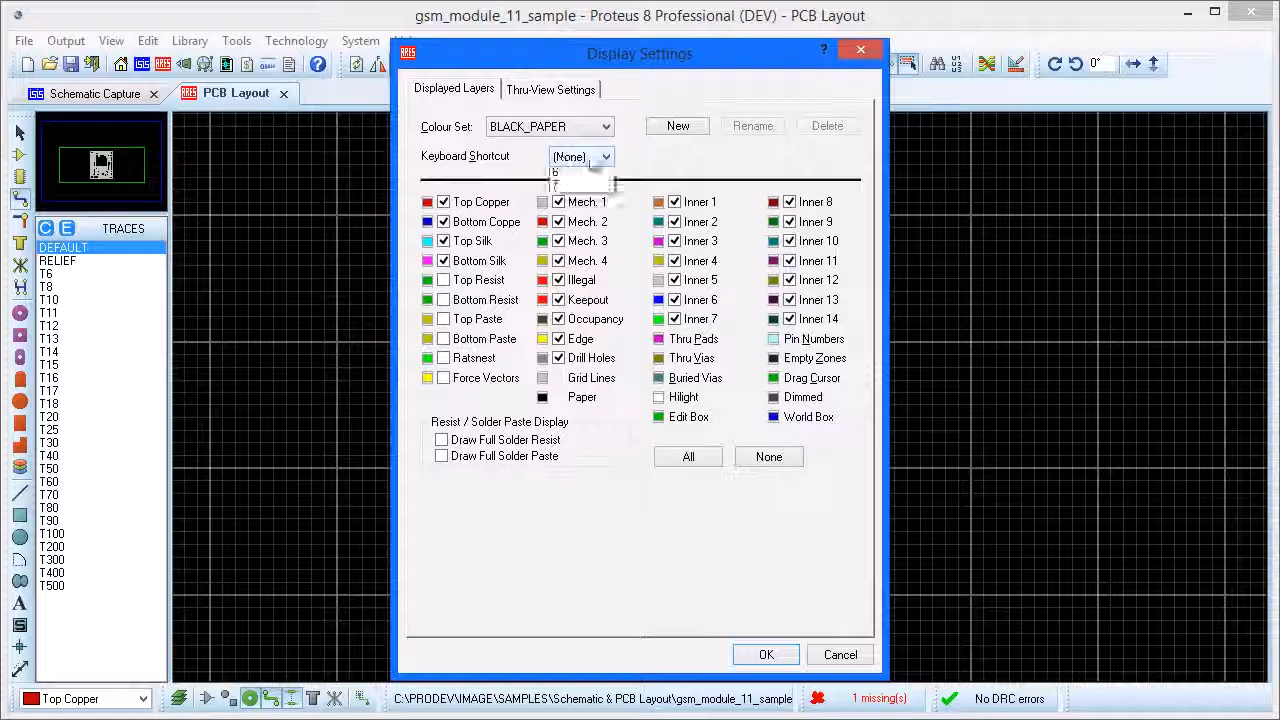 gsm_module_11_sample - Proteus 8 Professional (DEV) - PCB Layout
File Output View Edit Library Tools Technology System
ARES Display Settings ?
Schematic Capture PCB Layout
Displayed Layers Thru-View Settings
Colour set BLACK_PAPER New Rename Delete
Keyboard Shortcut (None)
6
7
Top Copper Mech. 1 Inner 1 Inner 8
Bottom Copper Mech. 2 Inner 2 Inner 9
Top Silk Mech. 3 Inner 3 Inner 10
Bottom Silk Mech. 4 Inner 4 Inner 11
Top Resist Illegal Inner 5 Inner 12
Bottom Resist Keepout Inner 6 Inner 13
Top Paste Occupancy Inner 7 Inner 14
Bottom Paste Edge Thru Pads Pin Numbers
Ratsnest Drill Holes Thru Vias Empty Zones
Force Vectors Grid Lines Buried Vias Drag Cursor
Paper Hilight Dimmed
Edit Box World Box
Resist / Solder Paste Display
Draw Full Solder Resist
Draw Full Solder Paste
All None
OK Cancel
C E TRACES
DEFAULT
RELIEF
T6
T8
T10
T11
T12
T13
T14
T15
T16
T17
T18
T20
T25
T30
T40
T50
T60
T70
T80
T90
T100
T200
T300
T400
T500
Top Copper C:\PRODEV\IMAGE\SAMPLES\Schematic & PCB Layout\gsm_module_11_sample 1 missing(s) No DRC errors